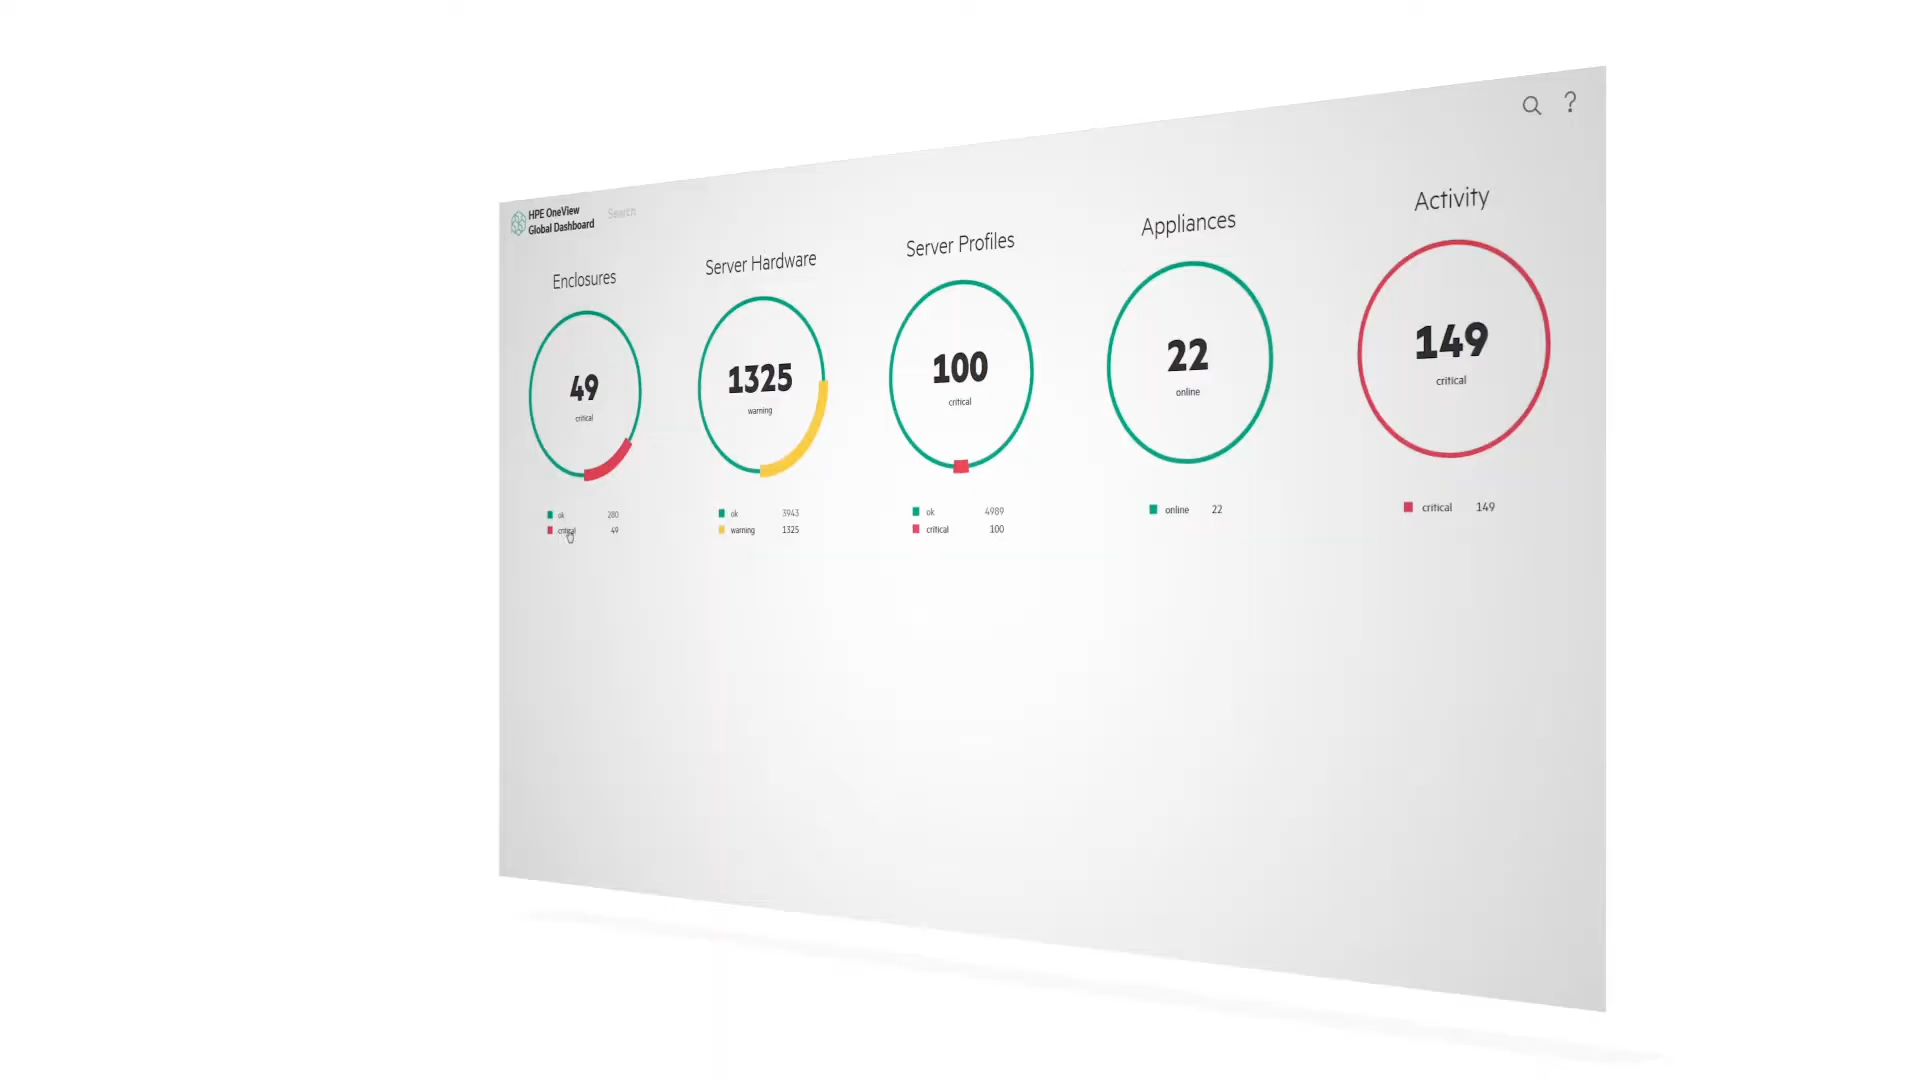 HPE OneView
Global Dashboard
Search
?
Enclosures
49
critical
ok 280
critical 49
Server Hardware
1325
warning
ok 3943
warning 1325
Server Profiles
100
critical
ok 4989
critical 100
Appliances
22
online
online 22
Activity
149
critical
critical 149